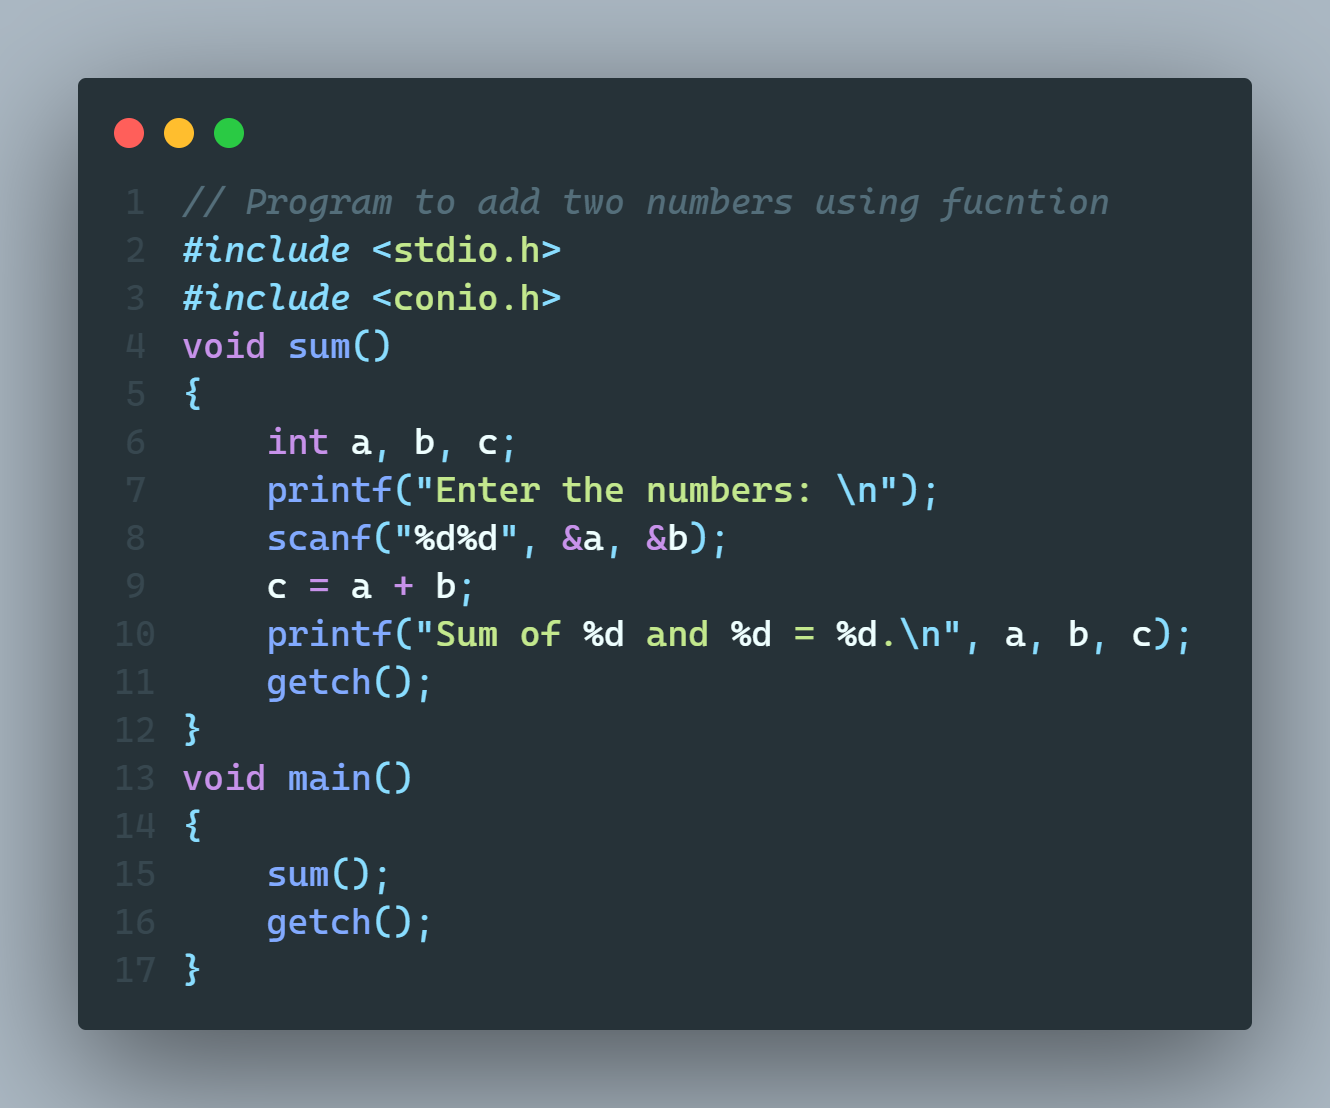 1 // Program to add two numbers using fucntion
2 #include <stdio.h>
3 #include <conio.h>
4 void sum()
5 {
6     int a, b, c;
7     printf("Enter the numbers: \n");
8     scanf("%d%d", &a, &b);
9     c = a + b;
10     printf("Sum of %d and %d = %d.\n", a, b, c);
11     getch();
12 }
13 void main()
14 {
15     sum();
16     getch();
17 }